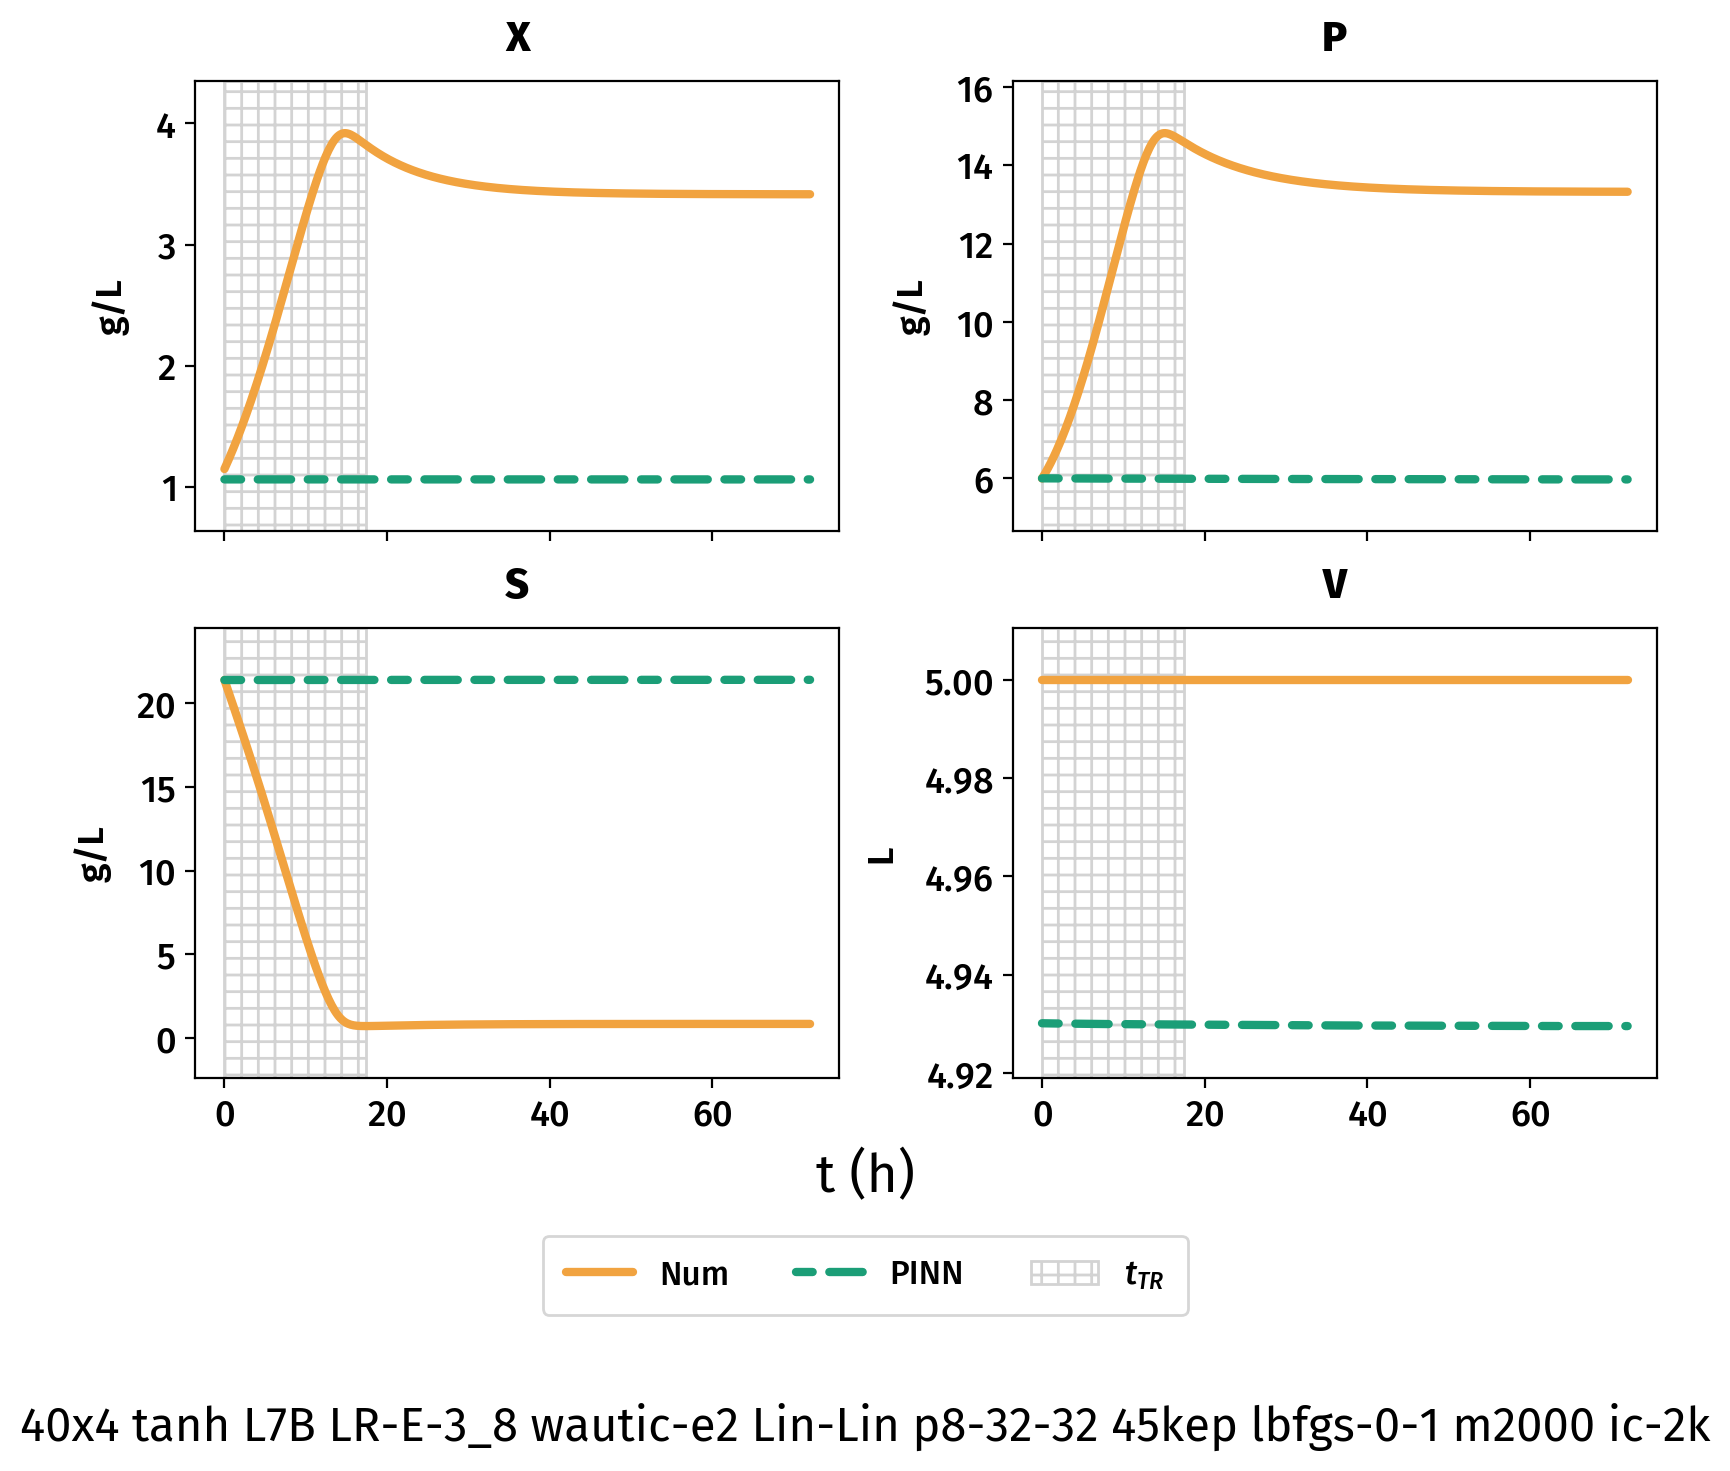 X
P
4
3
2
1
g/L
16
14
12
10
8
6
g/L
S
V
20
15
10
5
0
g/L
5.00
4.98
4.96
4.94
4.92
L
0 20 40 60
0 20 40 60
t (h)
Num PINN tTR
40x4 tanh L7B LR-E-3_8 wautic-e2 Lin-Lin p8-32-32 45kep lbfgs-0-1 m2000 ic-2k